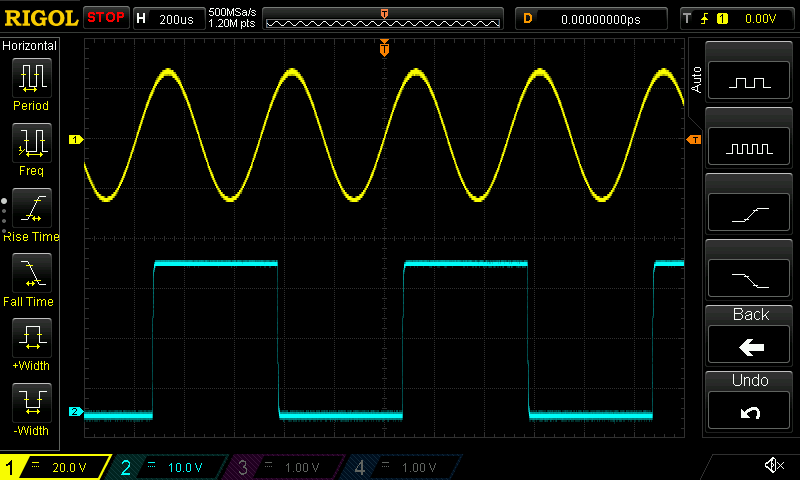 RIGOL STOP H 200us 500MSa/s 1.20M pts T D 0.00000000ps T 1 0.00V
Horizontal
Period
Freq
Rise Time
Fall Time
+Width
-Width
T
1
T
2
Auto
Back
Undo
1 20.0 V 2 10.0 V 3 1.00 V 4 1.00 V